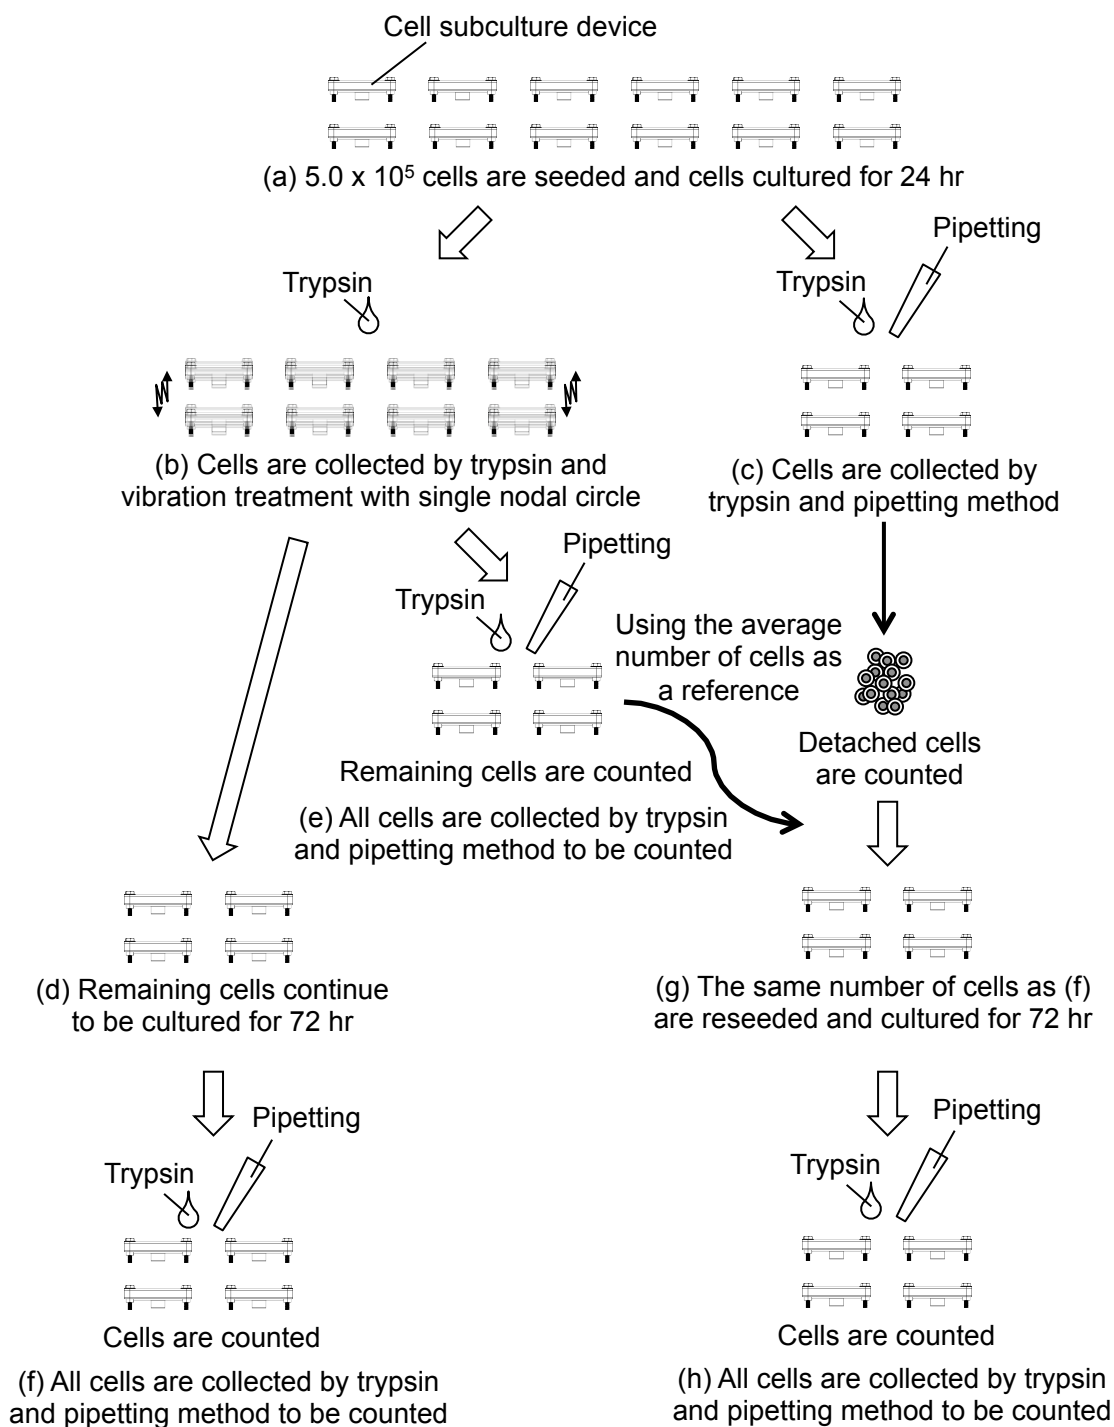 Cell subculture device
(a) 5.0 x 10⁵ cells are seeded and cells cultured for 24 hr
Trypsin
Pipetting
Trypsin
(b) Cells are collected by trypsin and
vibration treatment with single nodal circle
(c) Cells are collected by
trypsin and pipetting method
Pipetting
Trypsin
Using the average
number of cells as
a reference
Remaining cells are counted
(e) All cells are collected by trypsin
and pipetting method to be counted
Detached cells
are counted
(d) Remaining cells continue
to be cultured for 72 hr
(g) The same number of cells as (f)
are reseeded and cultured for 72 hr
Pipetting
Trypsin
Cells are counted
(f) All cells are collected by trypsin
and pipetting method to be counted
Pipetting
Trypsin
Cells are counted
(h) All cells are collected by trypsin
and pipetting method to be counted